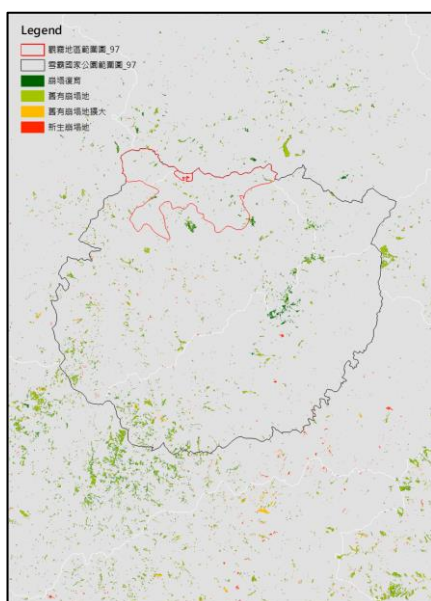 Legend
觀霧地區範圍圖_97
雪霸國家公園範圍圖_97
崩塌復育
舊有崩塌地
舊有崩塌地擴大
新生崩塌地